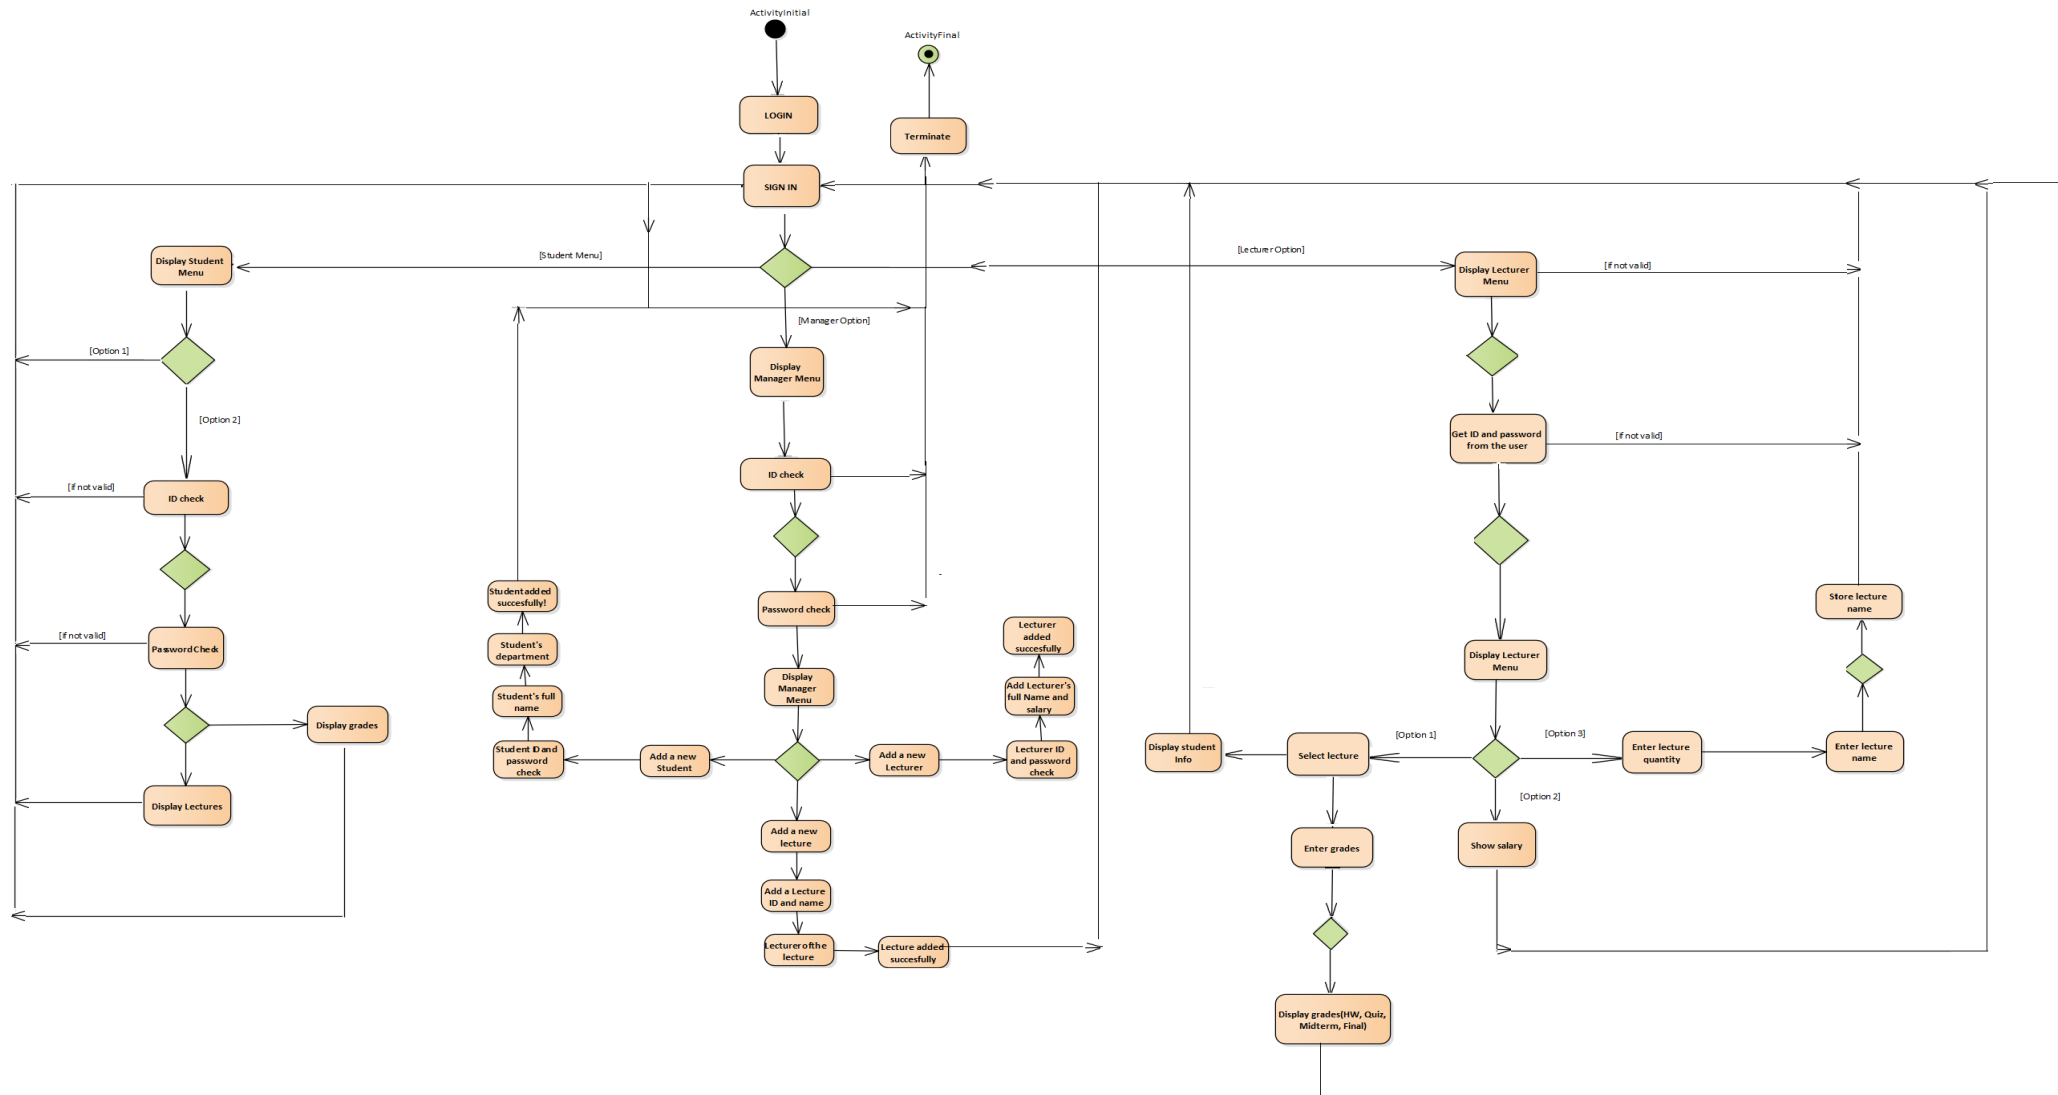 ActivityInitial
ActivityFinal
LOGIN
Terminate
SIGN IN
[Student Menu]
[Lecturer Option]
Display Student
Menu
Display Lecturer
Menu
[if not valid]
[Manager Option]
[Option 1]
Display
Manager Menu
[Option 2]
Get ID and password
from the user
[if not valid]
ID check
[if not valid]
ID check
Student added
succesfully!
Password check
Store lecture
name
[if not valid]
Password Check
Student's
department
Lecturer
added
succesfully
Display Lecturer
Menu
Display
Manager
Menu
Student's full
name
Add Lecturer's
full Name and
salary
Display grades
Student ID and
password
check
Add a new
Student
Add a new
Lecturer
Lecturer ID
and password
check
Display student
Info
Select lecture
[Option 1]
[Option 3]
Enter lecture
quantity
Enter lecture
name
[Option 2]
Display Lectures
Add a new
lecture
Enter grades
Show salary
Add a Lecture
ID and name
Lecturer of the
lecture
Lecture added
succesfully
Display grades(HW, Quiz,
Midterm, Final)